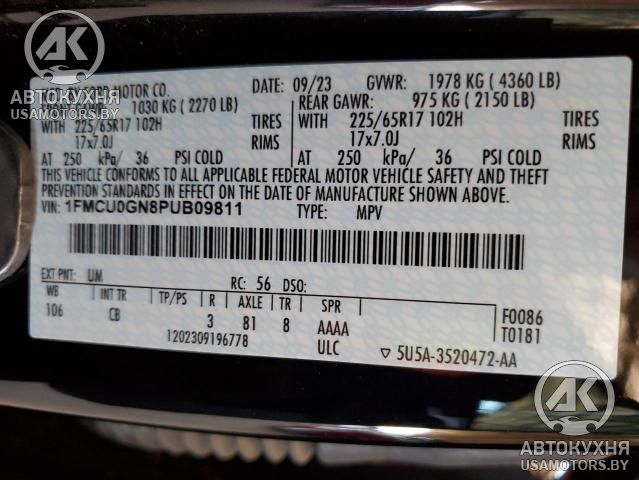 AK
АВТОКУХНЯ
USAMOTORS.BY
MOTOR CO.
DATE: 09/23 GVWR: 1978 KG ( 4360 LB)
1030 KG ( 2270 LB) REAR GAWR: 975 KG ( 2150 LB)
WITH 225/65R17 102H TIRES WITH 225/65R17 102H TIRES
17x7.0J RIMS 17x7.0J RIMS
AT 250 kPa/ 36 PSI COLD AT 250 kPa/ 36 PSI COLD
THIS VEHICLE CONFORMS TO ALL APPLICABLE FEDERAL MOTOR VEHICLE SAFETY AND THEFT
PREVENTION STANDARDS IN EFFECT ON THE DATE OF MANUFACTURE SHOWN ABOVE.
VIN: 1FMCU0GN8PUB09811 TYPE: MPV
EXT PNT: UM RC: 56 DSO:
WB INT TR TP/PS R AXLE TR SPR
106 CB 3 81 8 AAAA F0086
1202309196778 ULC T0181
▽ 5U5A-3520472-AA
AK
АВТОКУХНЯ
USAMOTORS.BY